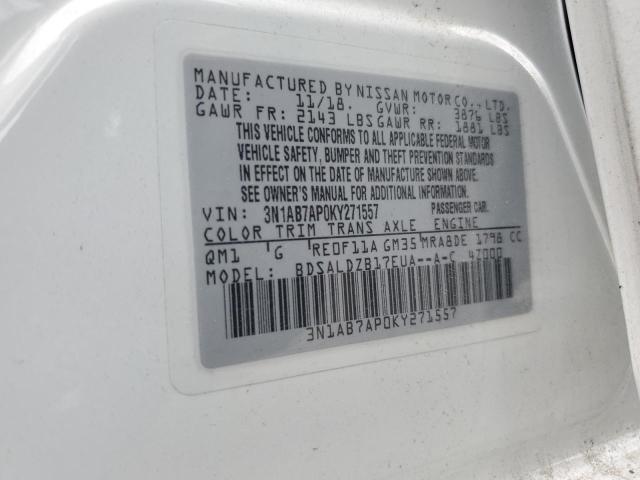 MANUFACTURED BY NISSAN MOTOR CO., LTD.
DATE: 11/18. GVWR: 3876 LBS
GAWR FR: 2143 LBS GAWR RR: 1881 LBS
THIS VEHICLE CONFORMS TO ALL APPLICABLE FEDERAL MOTOR
VEHICLE SAFETY, BUMPER AND THEFT PREVENTION STANDARDS
IN EFFECT ON THE DATE OF MANUFACTURE SHOWN ABOVE.
SEE OWNER'S MANUAL FOR ADDITIONAL INFORMATION.
VIN: 3N1AB7AP0KY271557 PASSENGER CAR.
COLOR TRIM TRANS AXLE ENGINE
QM1 G RE0F11A GM35 MRA8DE 1798 CC
MODEL: BDSALDZB17EUA--A-C 4Z000
3N1AB7AP0KY271557